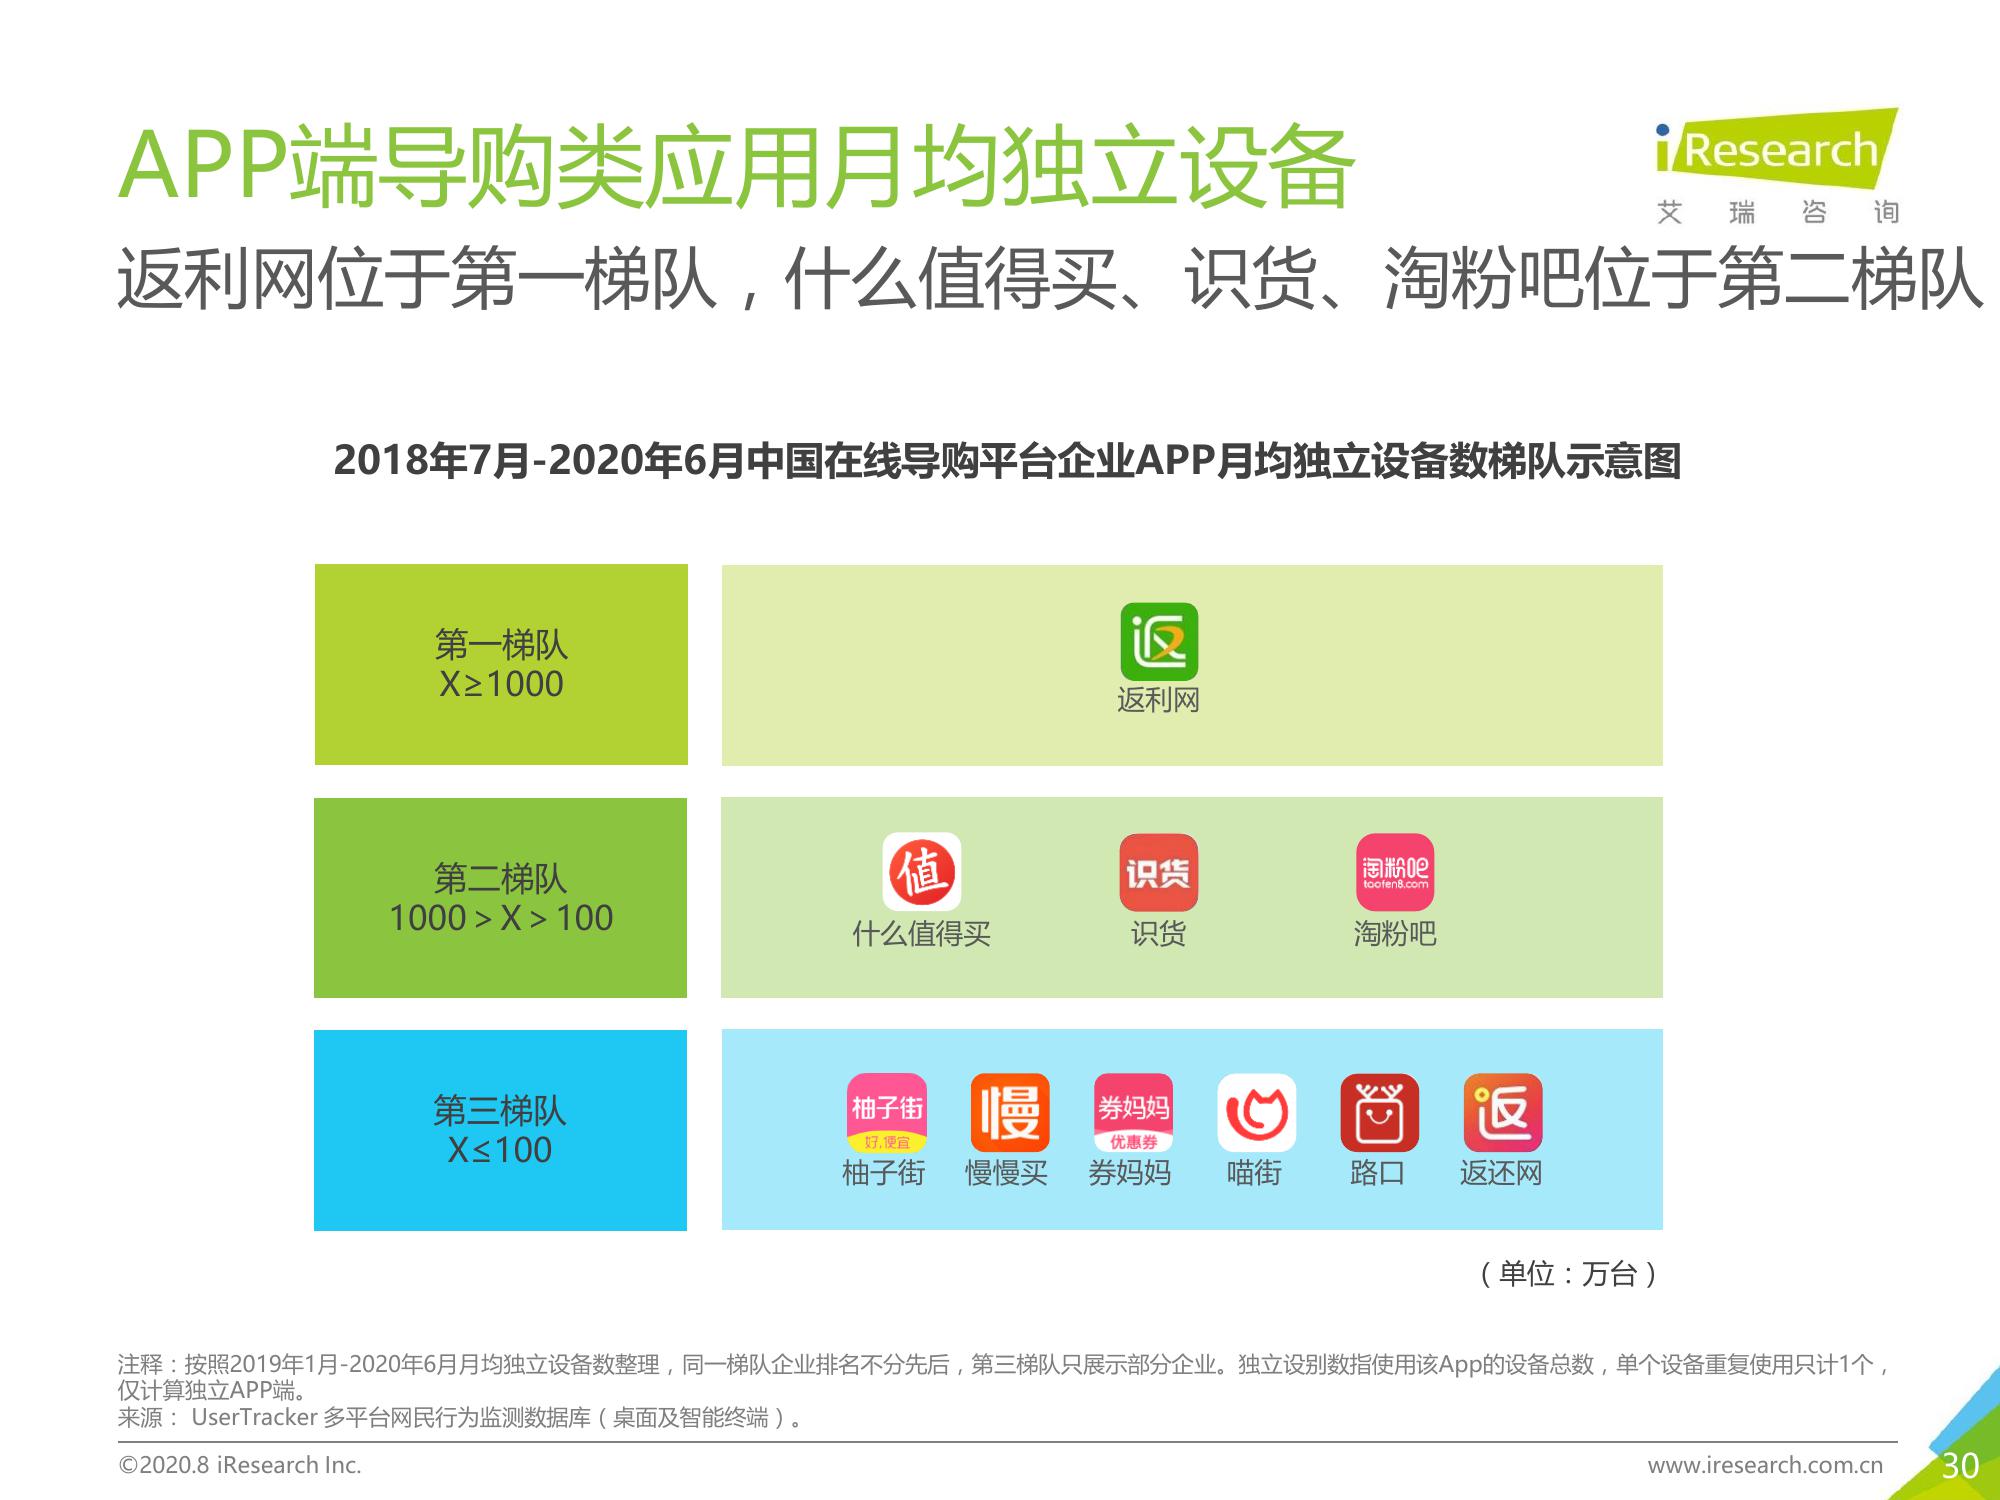 APP端导购类应用月均独立设备
iResearch
艾瑞咨询
返利网位于第一梯队，什么值得买、识货、淘粉吧位于第二梯队
2018年7月-2020年6月中国在线导购平台企业APP月均独立设备数梯队示意图
第一梯队
X≥1000
返
返利网
第二梯队
1000＞X＞100
值
识货
淘粉吧
toofen8.com
什么值得买
识货
淘粉吧
第三梯队
X≤100
柚子街
好,便宜
慢
券妈妈
优惠券
返
柚子街
慢慢买
券妈妈
喵街
路口
返还网
（单位：万台）
注释：按照2019年1月-2020年6月月均独立设备数整理，同一梯队企业排名不分先后，第三梯队只展示部分企业。独立设别数指使用该App的设备总数，单个设备重复使用只计1个，
仅计算独立APP端。
来源： UserTracker 多平台网民行为监测数据库（桌面及智能终端）。
©2020.8 iResearch Inc.
www.iresearch.com.cn
30